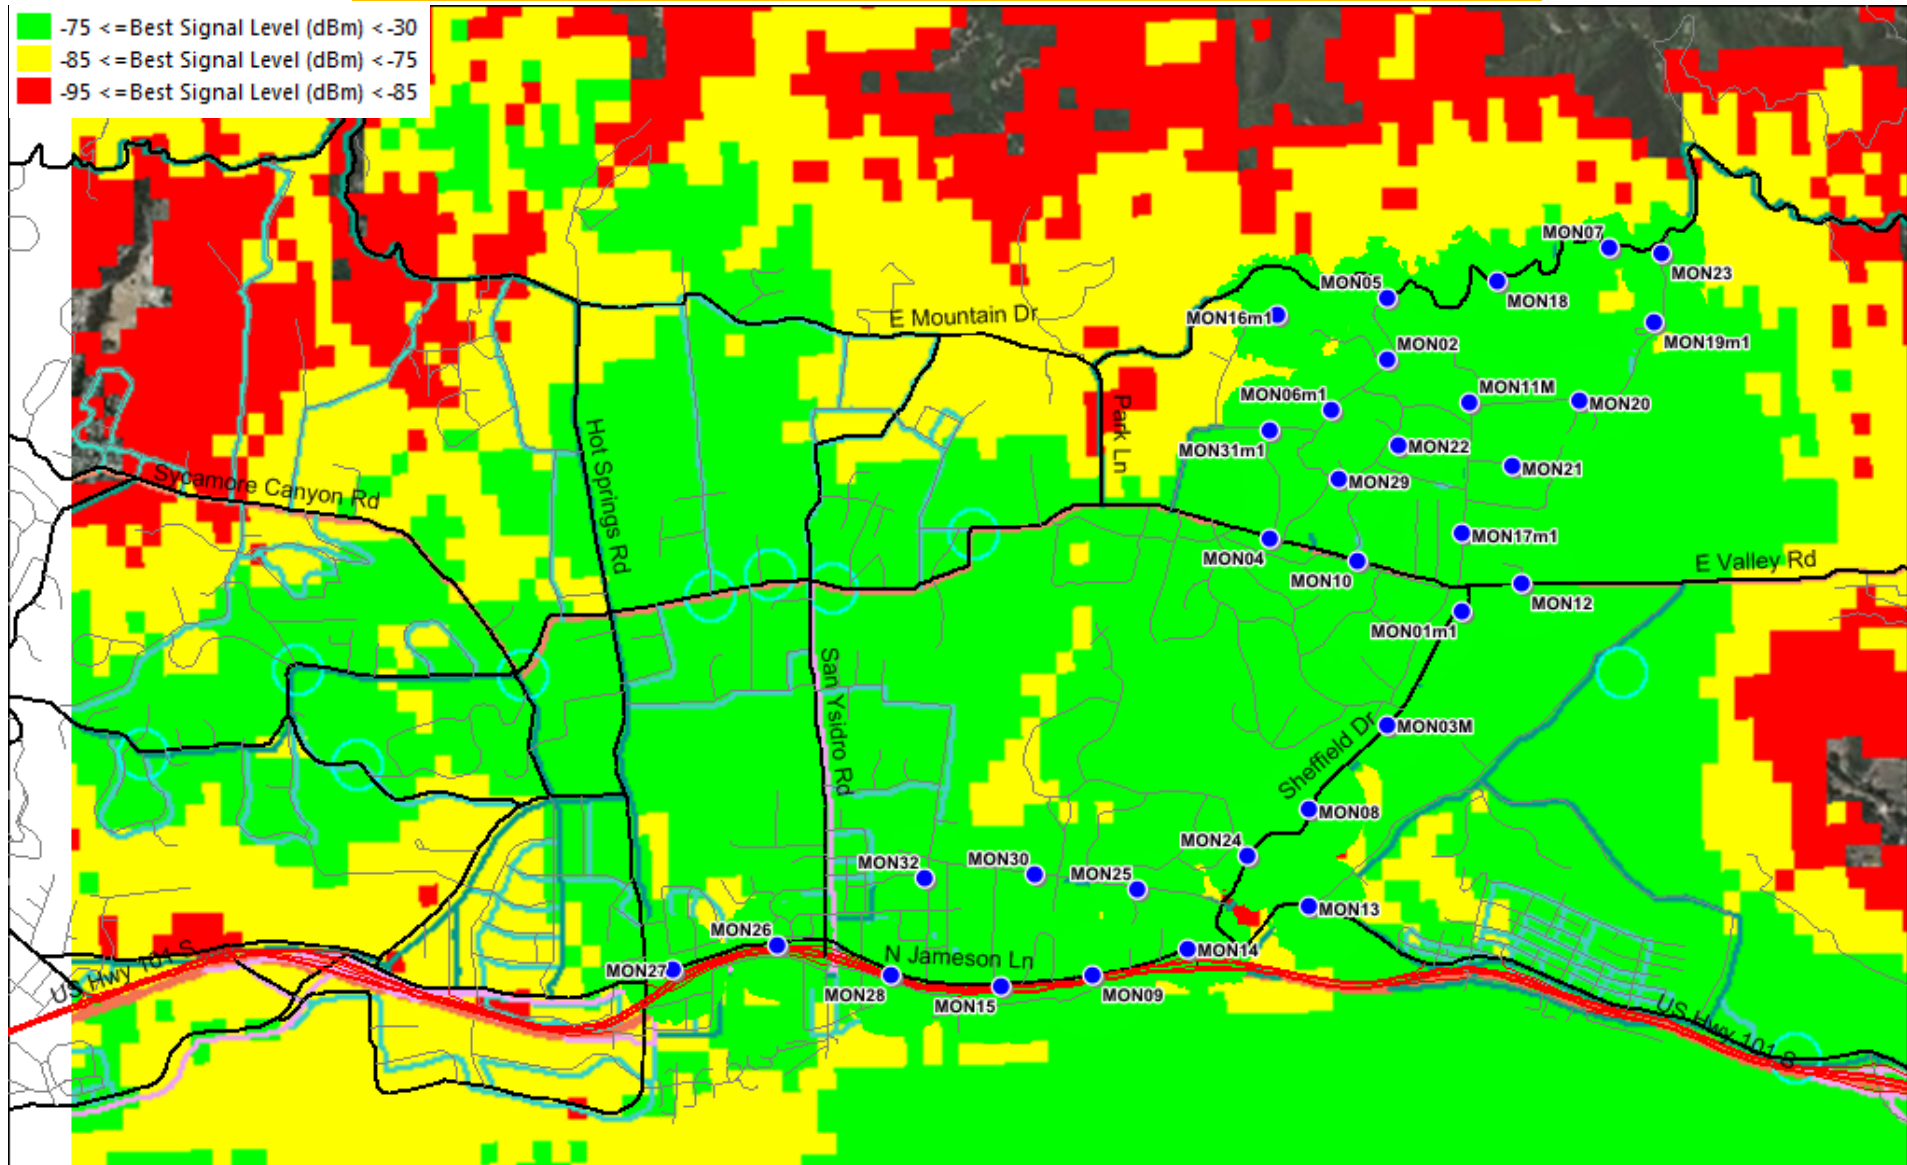 -75 <=Best Signal Level (dBm) <-30
-85 <=Best Signal Level (dBm) <-75
-95 <=Best Signal Level (dBm) <-85
MON07
MON23
MON05
MON18
MON16m1
E Mountain Dr
MON02
MON19m1
MON06m1
MON11M
MON20
Park Ln
Hot Springs Rd
MON31m1
MON22
MON21
Sycamore Canyon Rd
MON29
MON17m1
MON04
MON10
E Valley Rd
MON12
MON01m1
San Ysidro Rd
MON03M
Sheffield Dr
MON08
MON24
MON32
MON30
MON25
MON13
MON26
MON14
N Jameson Ln
MON27
US Hwy 101 S
MON28
MON15
MON09
US Hwy 101 S